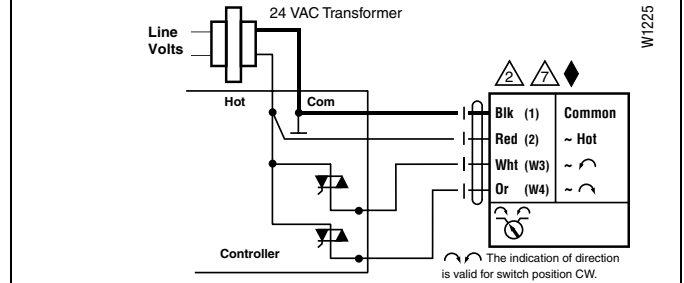 24 VAC Transformer
Line
Volts
W1225
2 7
Hot Com
Blk (1) Common
Red (2) ~ Hot
Wht (W3) ~
Or (W4) ~
Controller
The indication of direction
is valid for switch position CW.